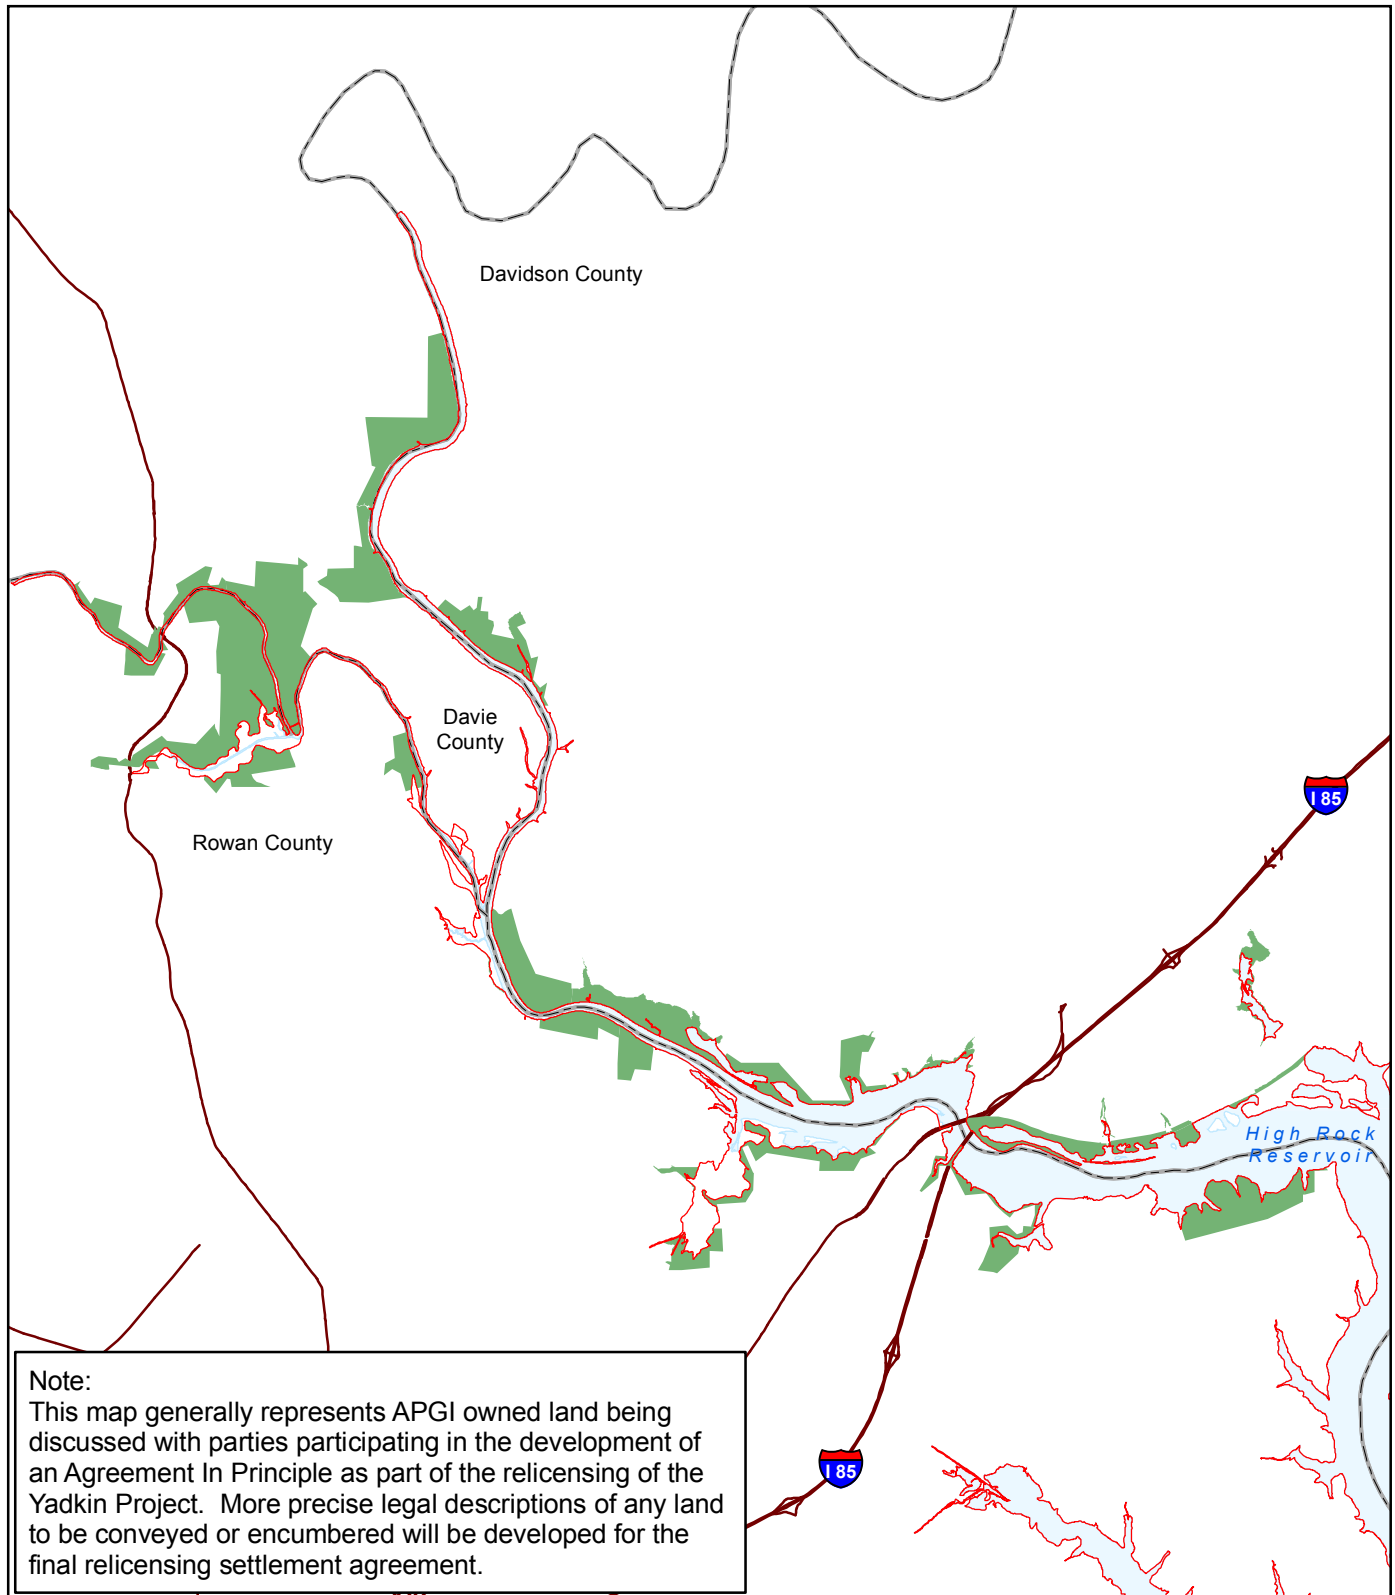 Davidson County
Davie
County
I 85
Rowan County
High Rock
Reservoir
I 85
Note:
This map generally represents APGI owned land being
discussed with parties participating in the development of
an Agreement In Principle as part of the relicensing of the
Yadkin Project.  More precise legal descriptions of any land
to be conveyed or encumbered will be developed for the
final relicensing settlement agreement.